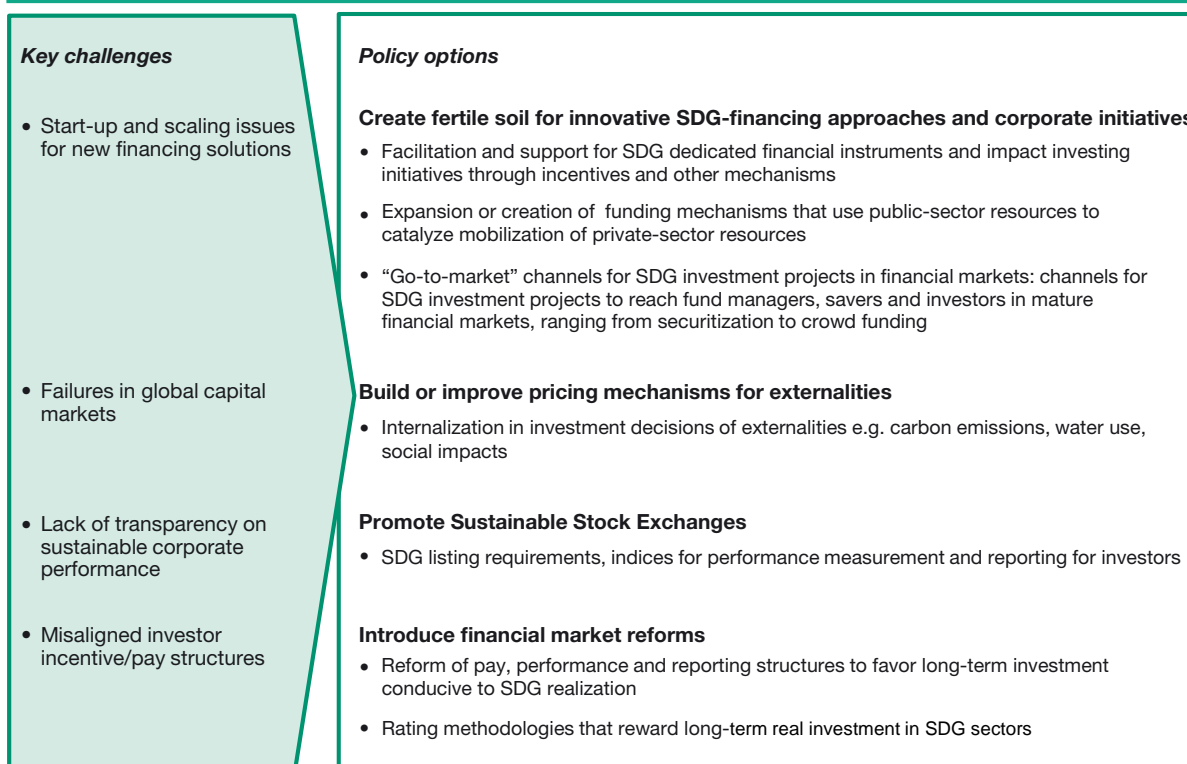 Key challenges
• Start-up and scaling issues
for new financing solutions
• Failures in global capital
markets
• Lack of transparency on
sustainable corporate
performance
• Misaligned investor
incentive/pay structures
Policy options
Create fertile soil for innovative SDG-financing approaches and corporate initiatives
• Facilitation and support for SDG dedicated financial instruments and impact investing
initiatives through incentives and other mechanisms
• Expansion or creation of funding mechanisms that use public-sector resources to
catalyze mobilization of private-sector resources
• “Go-to-market” channels for SDG investment projects in financial markets: channels for
SDG investment projects to reach fund managers, savers and investors in mature
financial markets, ranging from securitization to crowd funding
Build or improve pricing mechanisms for externalities
• Internalization in investment decisions of externalities e.g. carbon emissions, water use,
social impacts
Promote Sustainable Stock Exchanges
• SDG listing requirements, indices for performance measurement and reporting for investors
Introduce financial market reforms
• Reform of pay, performance and reporting structures to favor long-term investment
conducive to SDG realization
• Rating methodologies that reward long-term real investment in SDG sectors